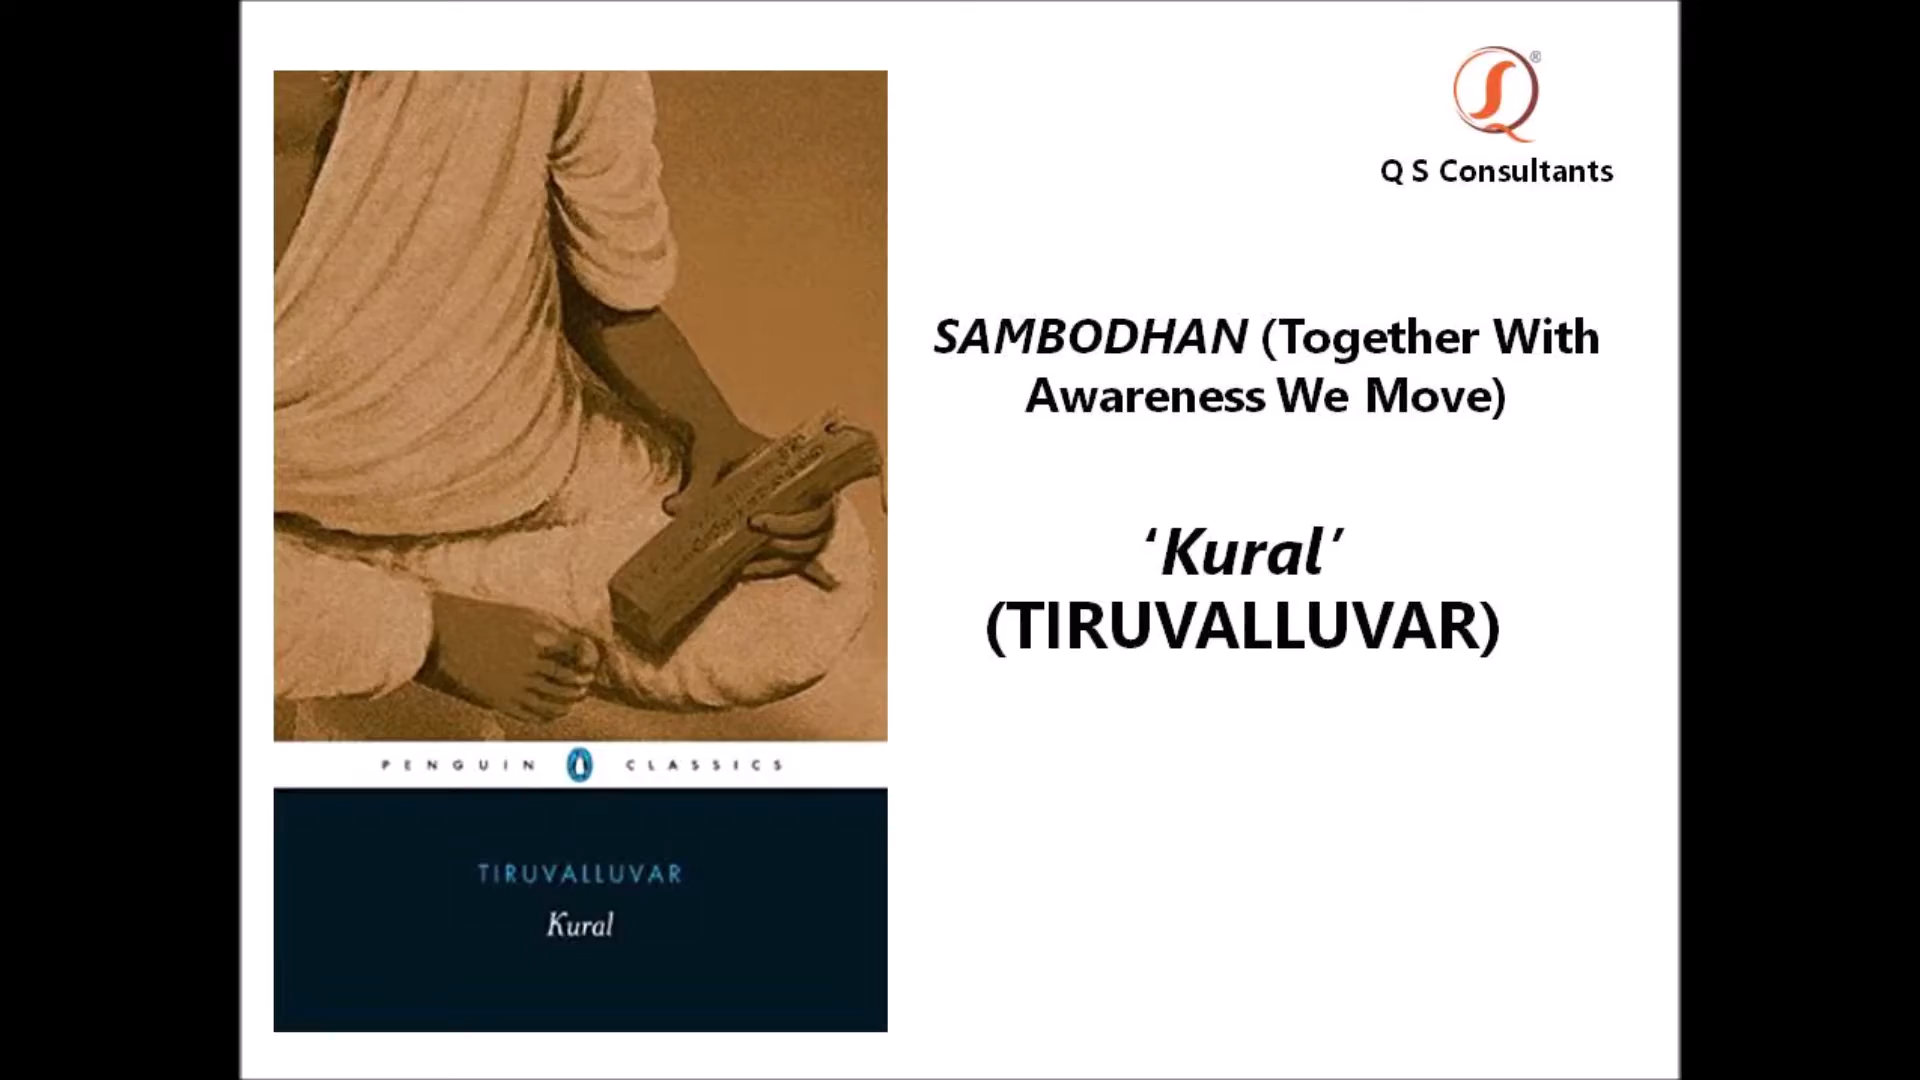 ®
Q S Consultants
SAMBODHAN (Together With
Awareness We Move)
‘Kural’
(TIRUVALLUVAR)
PENGUIN CLASSICS
TIRUVALLUVAR
Kural